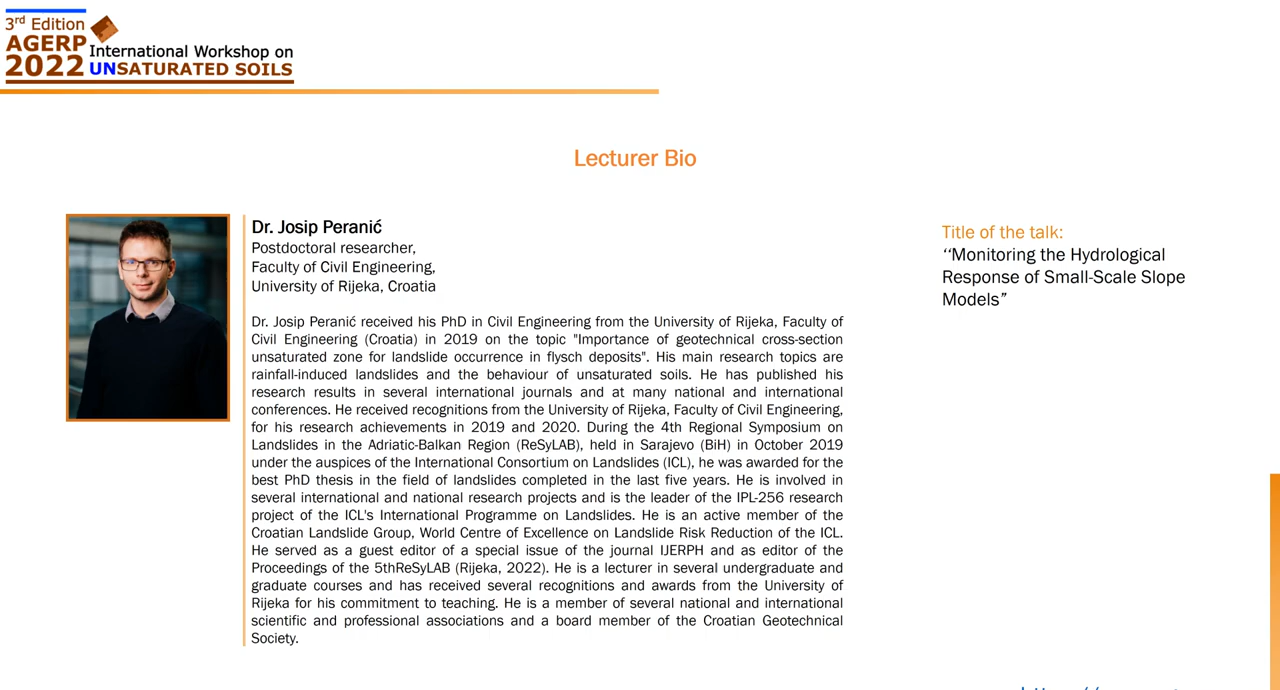 3rd Edition
AGERP
2022
International Workshop on
UNSATURATED SOILS
Lecturer Bio
Dr. Josip Peranić
Postdoctoral researcher,
Faculty of Civil Engineering,
University of Rijeka, Croatia
Dr. Josip Peranić received his PhD in Civil Engineering from the University of Rijeka, Faculty of
Civil Engineering (Croatia) in 2019 on the topic "Importance of geotechnical cross-section
unsaturated zone for landslide occurrence in flysch deposits". His main research topics are
rainfall-induced landslides and the behaviour of unsaturated soils. He has published his
research results in several international journals and at many national and international
conferences. He received recognitions from the University of Rijeka, Faculty of Civil Engineering,
for his research achievements in 2019 and 2020. During the 4th Regional Symposium on
Landslides in the Adriatic-Balkan Region (ReSyLAB), held in Sarajevo (BiH) in October 2019
under the auspices of the International Consortium on Landslides (ICL), he was awarded for the
best PhD thesis in the field of landslides completed in the last five years. He is involved in
several international and national research projects and is the leader of the IPL-256 research
project of the ICL's International Programme on Landslides. He is an active member of the
Croatian Landslide Group, World Centre of Excellence on Landslide Risk Reduction of the ICL.
He served as a guest editor of a special issue of the journal IJERPH and as editor of the
Proceedings of the 5thReSyLAB (Rijeka, 2022). He is a lecturer in several undergraduate and
graduate courses and has received several recognitions and awards from the University of
Rijeka for his commitment to teaching. He is a member of several national and international
scientific and professional associations and a board member of the Croatian Geotechnical
Society.
Title of the talk:
“Monitoring the Hydrological
Response of Small-Scale Slope
Models”